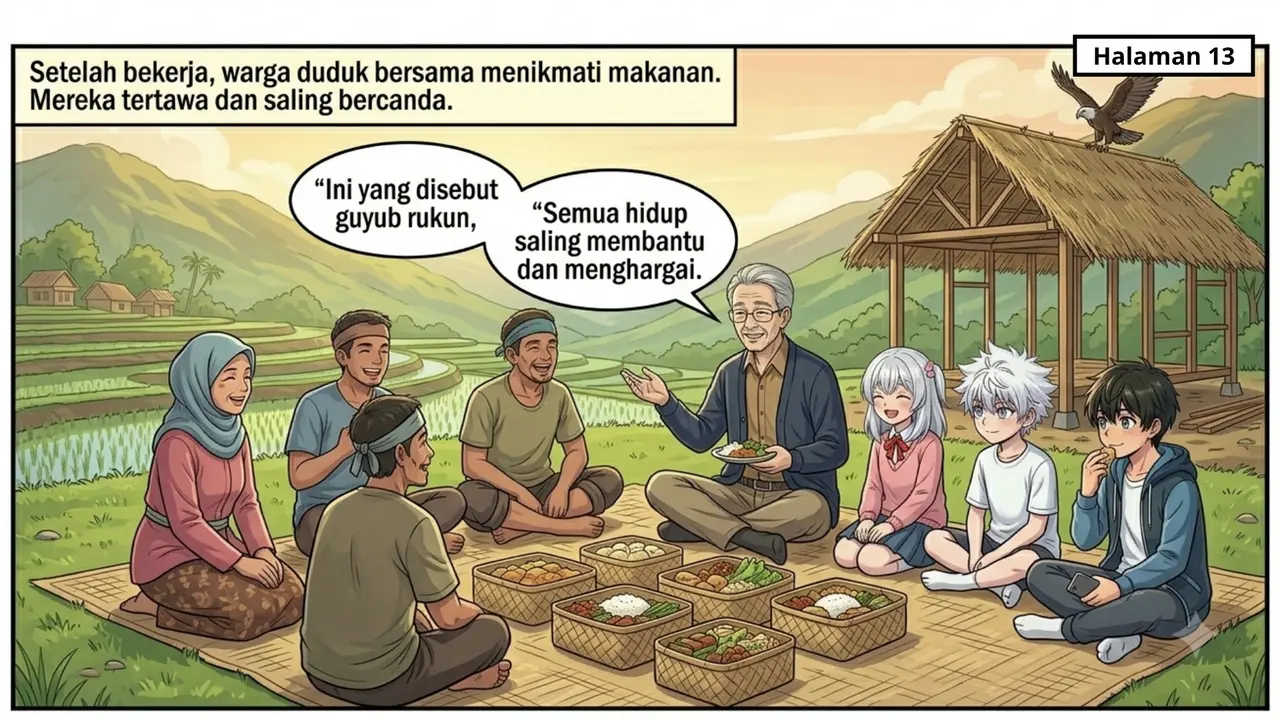 Halaman 13
Setelah bekerja, warga duduk bersama menikmati makanan.
Mereka tertawa dan saling bercanda.
“Ini yang disebut
guyub rukun,
“Semua hidup
saling membantu
dan menghargai.